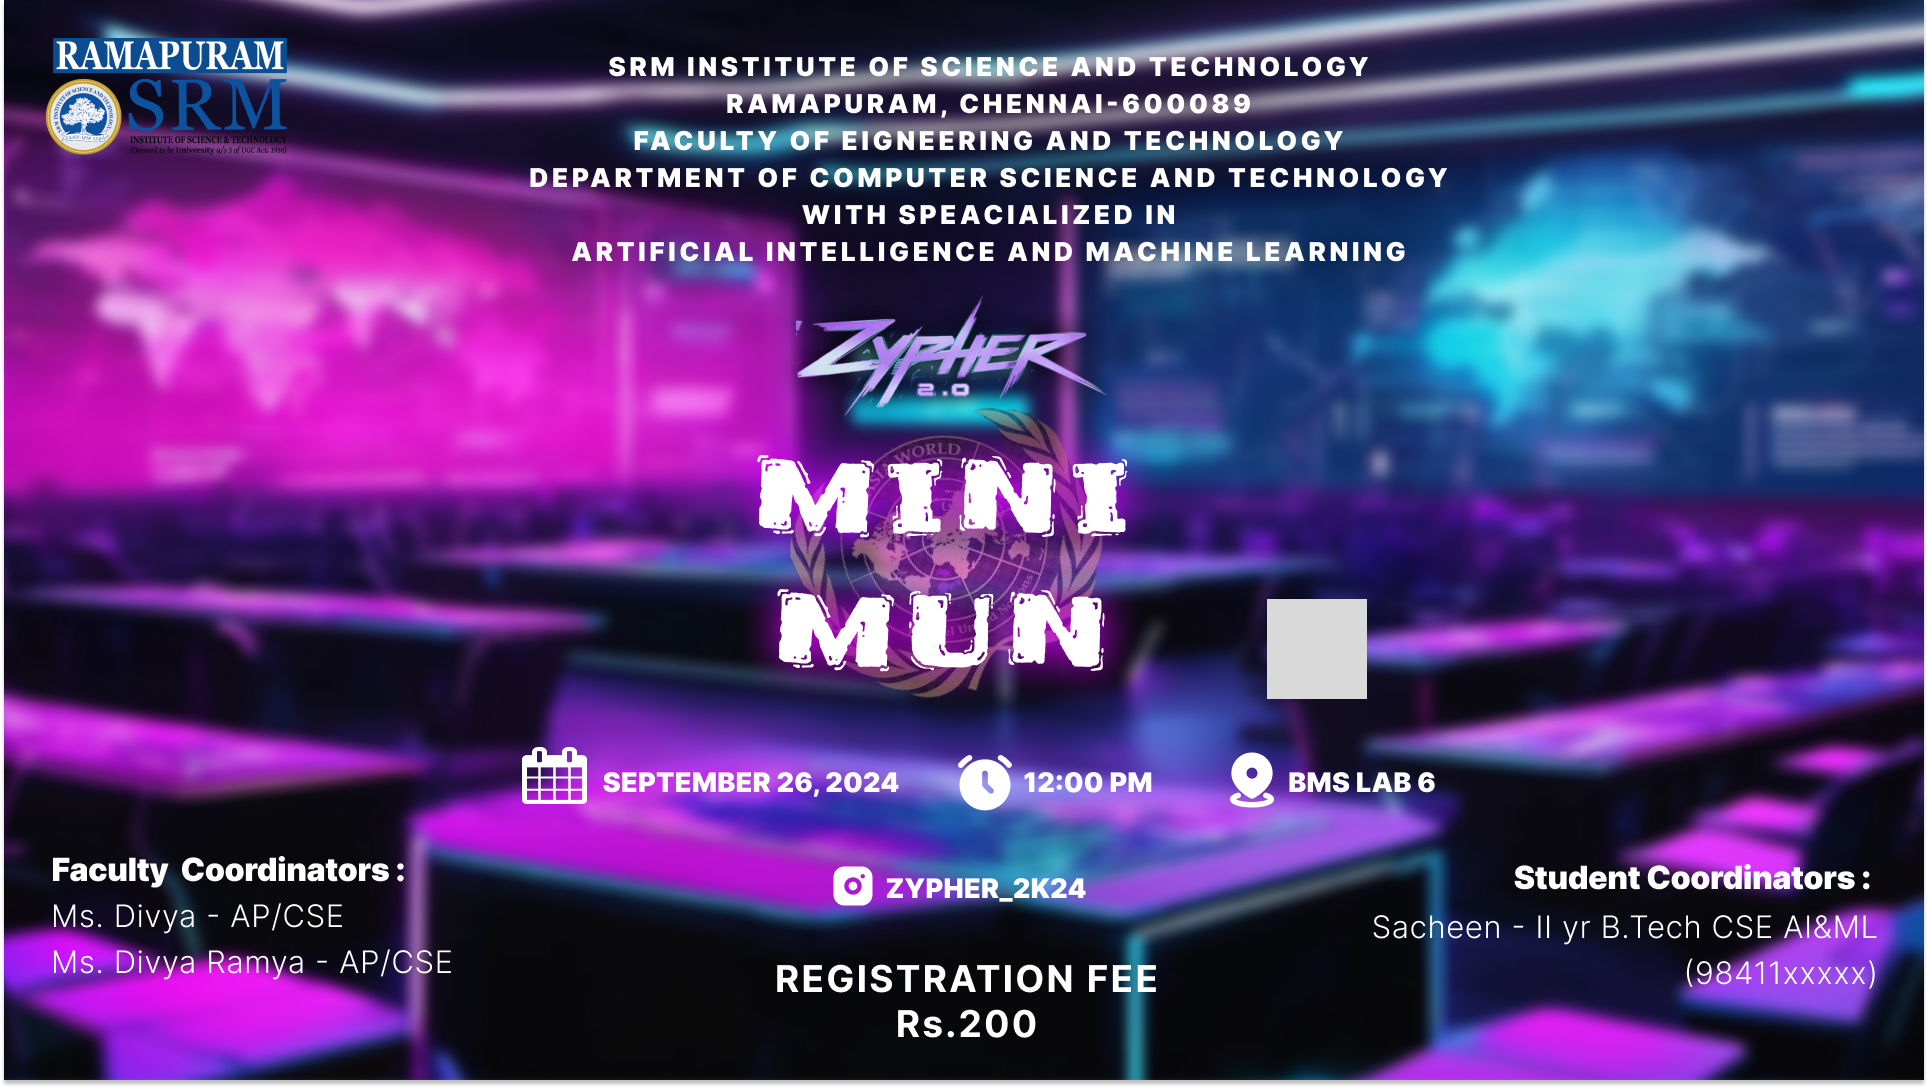 RAMAPURAM
SRM
INSTITUTE OF SCIENCE & TECHNOLOGY
(Deemed to be University u/s 3 of UGC Act, 1956)
SRM INSTITUTE OF SCIENCE AND TECHNOLOGY
RAMAPURAM, CHENNAI-600089
FACULTY OF EIGNEERING AND TECHNOLOGY
DEPARTMENT OF COMPUTER SCIENCE AND TECHNOLOGY
WITH SPEACIALIZED IN
ARTIFICIAL INTELLIGENCE AND MACHINE LEARNING
ZYPHER
2.0
WORLD
MINI
MUN
SEPTEMBER 26, 2024
12:00 PM
BMS LAB 6
ZYPHER_2K24
Faculty Coordinators :
Ms. Divya - AP/CSE
Ms. Divya Ramya - AP/CSE
Student Coordinators :
Sacheen - II yr B.Tech CSE AI&ML
(98411xxxxx)
REGISTRATION FEE
Rs.200